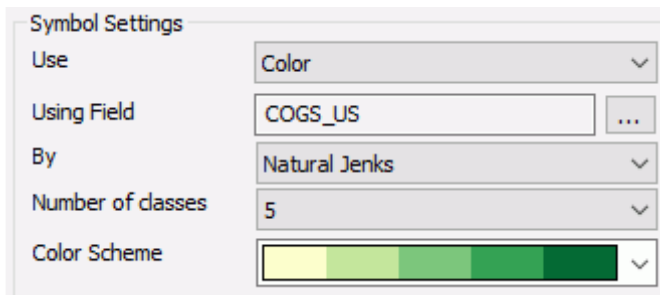 Symbol Settings
Use Color
Using Field COGS_US ...
By Natural Jenks
Number of classes 5
Color Scheme